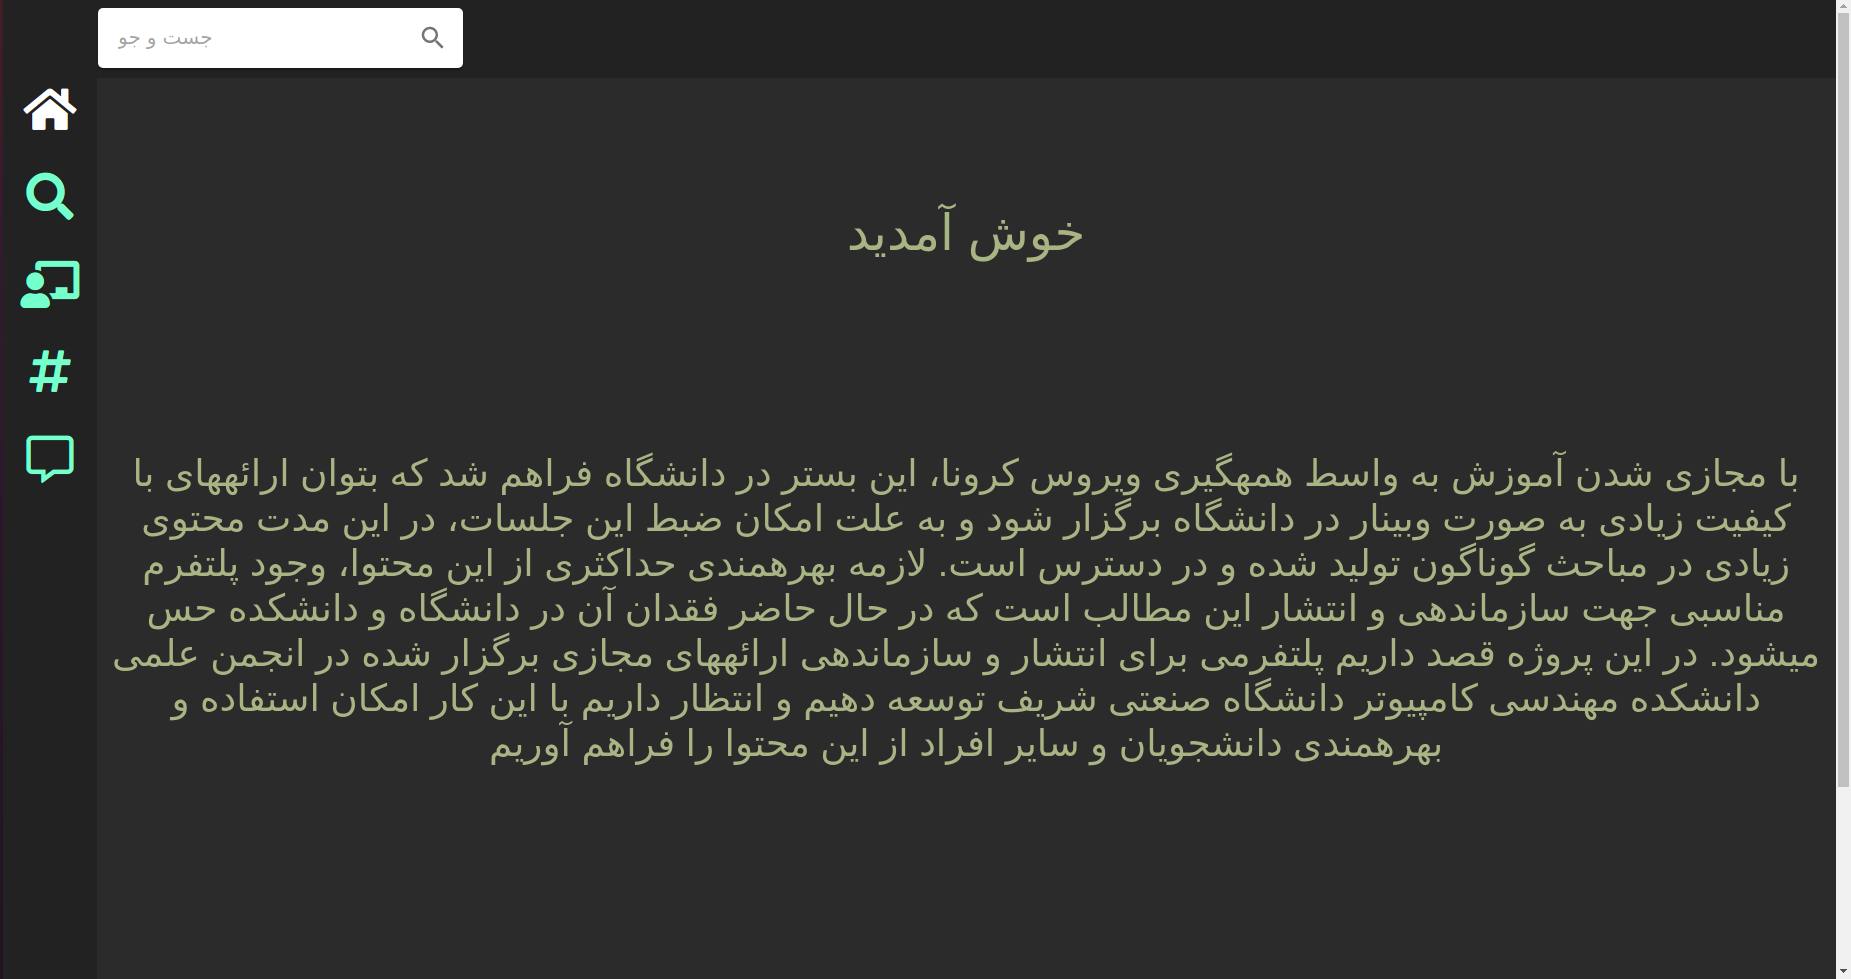 جست و جو
خوش آمدید
با مجازی شدن آموزش به واسط همهگیری ویروس کرونا، این بستر در دانشگاه فراهم شد که بتوان ارائههای با
کیفیت زیادی به صورت وبینار در دانشگاه برگزار شود و به علت امکان ضبط این جلسات، در این مدت محتوی
زیادی در مباحث گوناگون تولید شده و در دسترس است. لازمه بهرهمندی حداکثری از این محتوا، وجود پلتفرم
مناسبی جهت سازماندهی و انتشار این مطالب است که در حال حاضر فقدان آن در دانشگاه و دانشکده حس
میشود. در این پروژه قصد داریم پلتفرمی برای انتشار و سازماندهی ارائههای مجازی برگزار شده در انجمن علمی
دانشکده مهندسی کامپیوتر دانشگاه صنعتی شریف توسعه دهیم و انتظار داریم با این کار امکان استفاده و
بهرهمندی دانشجویان و سایر افراد از این محتوا را فراهم آوریم